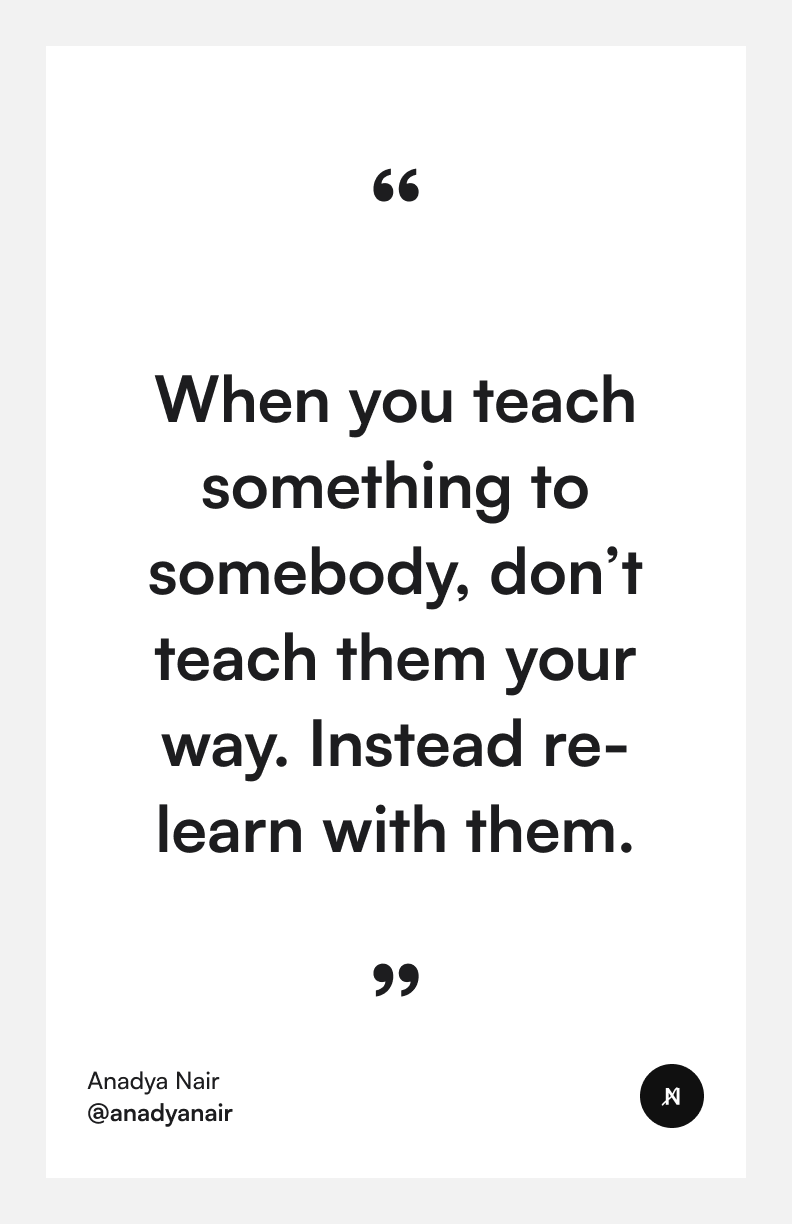 “
When you teach
something to
somebody, don’t
teach them your
way. Instead re-
learn with them.
”
Anadya Nair
@anadyanair
N